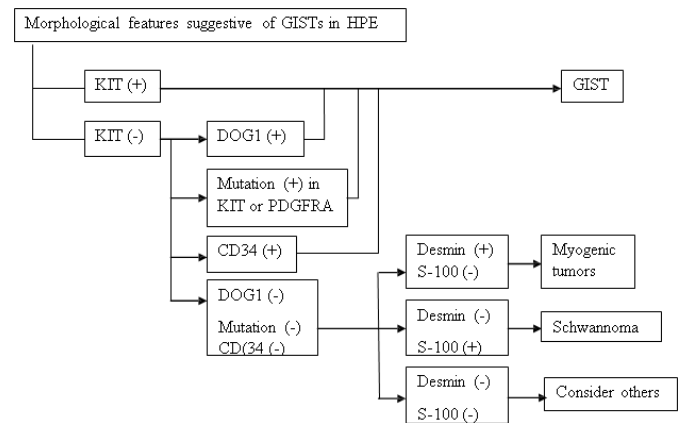 Morphological features suggestive of GISTs in HPE
KIT (+)
GIST
KIT (-)
DOG1 (+)
Mutation (+) in
KIT or PDGFRA
CD34 (+)
DOG1 (-)
Mutation (-)
CD(34 (-)
Desmin (+)
S-100 (-)
Myogenic
tumors
Desmin (-)
S-100 (+)
Schwannoma
Desmin (-)
S-100 (-)
Consider others